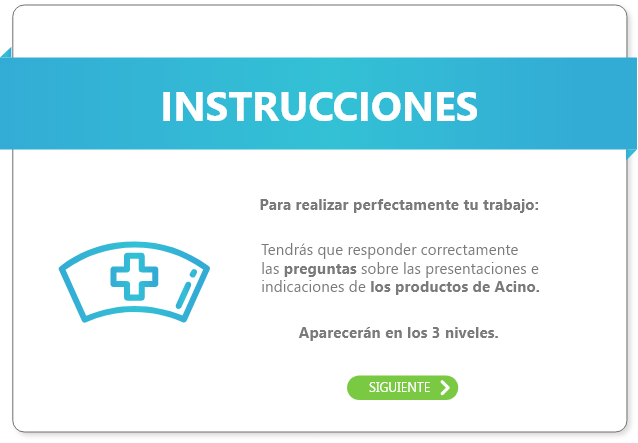 INSTRUCCIONES
Para realizar perfectamente tu trabajo:
Tendrás que responder correctamente
las preguntas sobre las presentaciones e
indicaciones de los productos de Acino.
Aparecerán en los 3 niveles.
SIGUIENTE